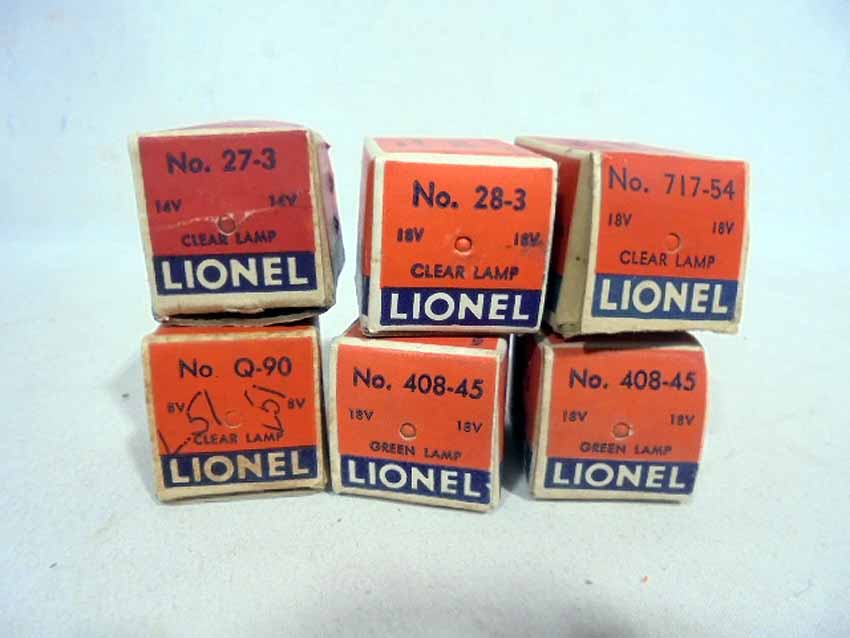 No. 27-3
14V 14V
CLEAR LAMP
LIONEL
No. 28-3
18V 18V
CLEAR LAMP
LIONEL
No. 717-54
18V 18V
CLEAR LAMP
LIONEL
No Q-90
8V 8V
L51 L51
CLEAR LAMP
LIONEL
No. 408-45
18V 18V
GREEN LAMP
LIONEL
No. 408-45
18V 18V
GREEN LAMP
LIONEL